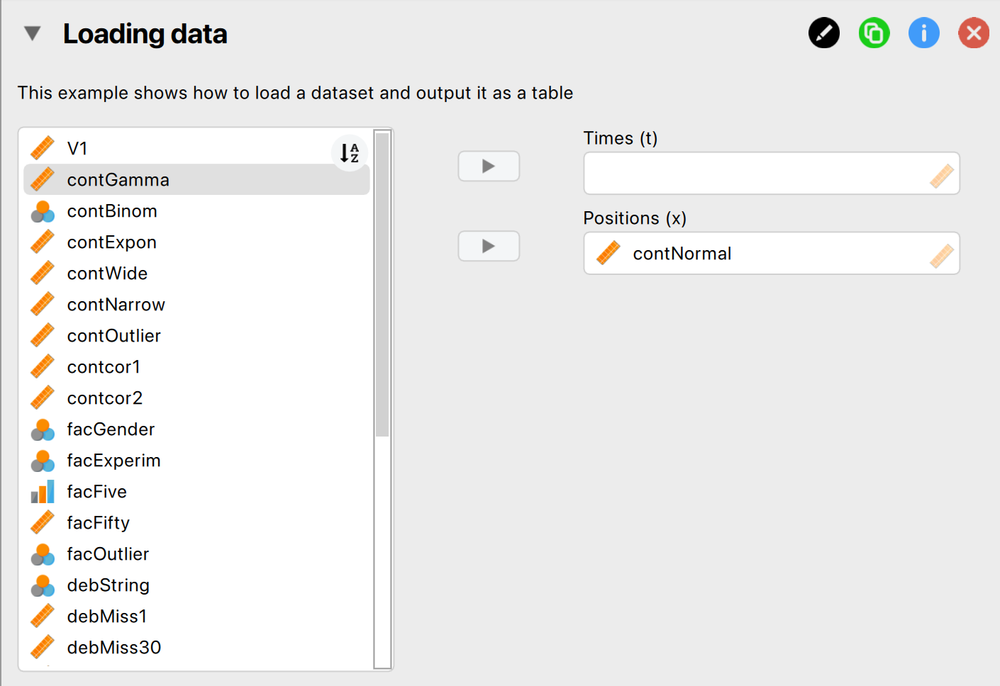 Loading data
This example shows how to load a dataset and output it as a table
V1
contGamma
contBinom
contExpon
contWide
contNarrow
contOutlier
contcor1
contcor2
facGender
facExperim
facFive
facFifty
facOutlier
debString
debMiss1
debMiss30
A
Z
Times (t)
Positions (x)
contNormal